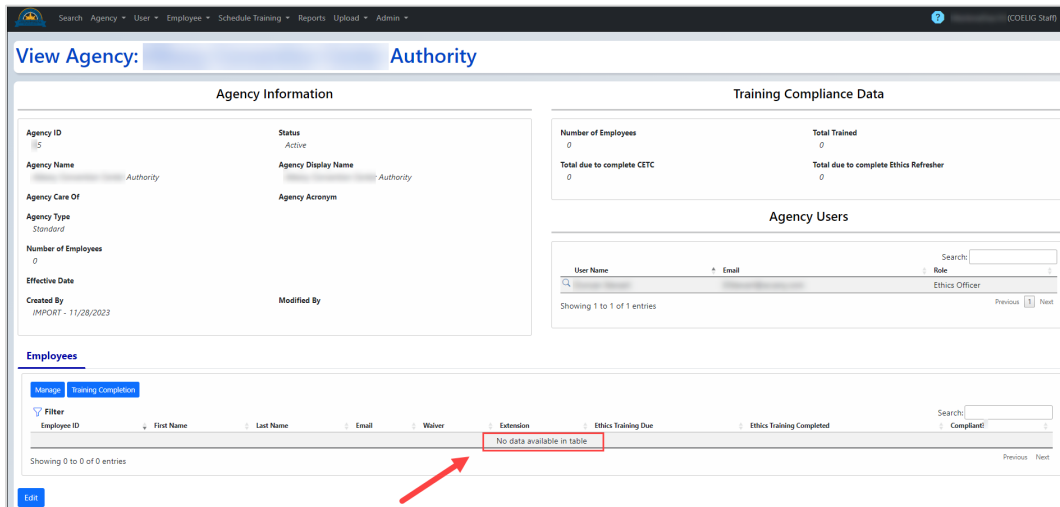 Search Agency User Employee Schedule Training Reports Upload Admin ? (COELIG Staff)
View Agency: Authority
Agency Information
Agency ID Status
5 Active
Agency Name Agency Display Name
Authority Authority
Agency Care Of Agency Acronym
Agency Type
Standard
Number of Employees
0
Effective Date
Created By Modified By
IMPORT - 11/28/2023
Training Compliance Data
Number of Employees Total Trained
0 0
Total due to complete CETC Total due to complete Ethics Refresher
0 0
Agency Users
Search:
User Name Email Role
Ethics Officer
Showing 1 to 1 of 1 entries Previous 1 Next
Employees
Manage Training Completion
Filter Search:
Employee ID First Name Last Name Email Waiver Extension Ethics Training Due Ethics Training Completed Compliant?
No data available in table
Showing 0 to 0 of 0 entries Previous Next
Edit